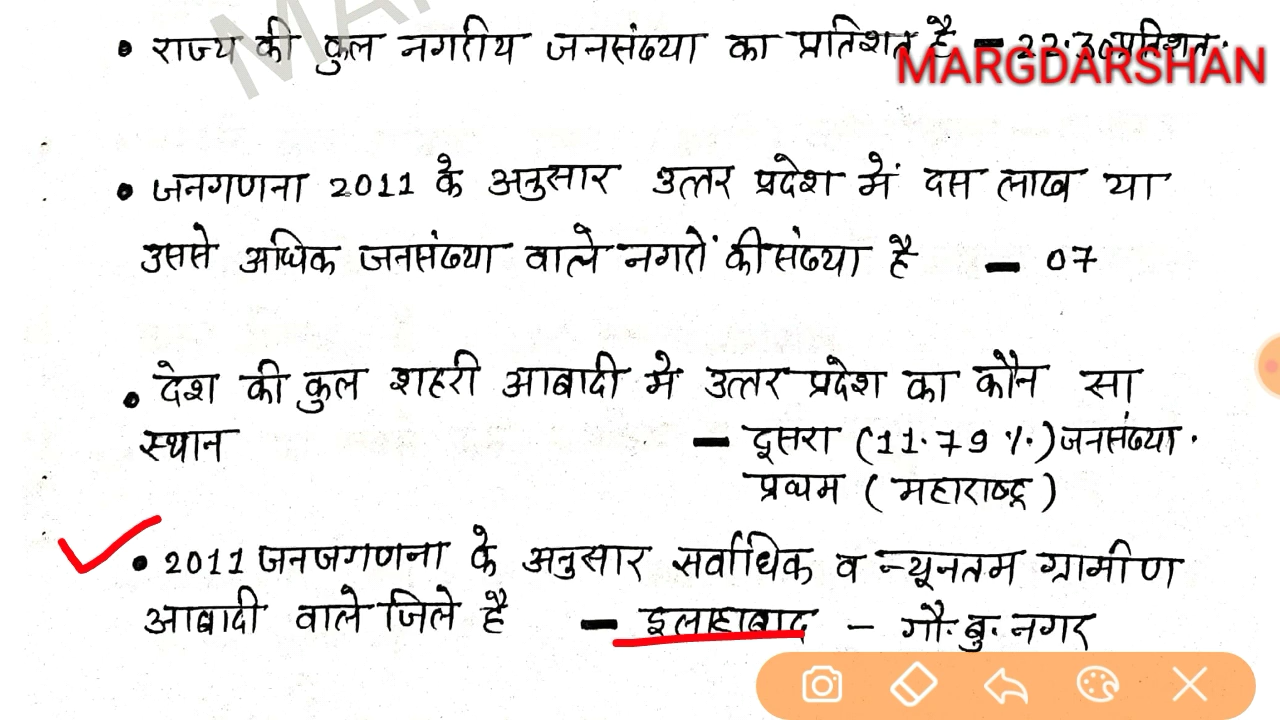 • राज्य की कुल नगरीय जनसंख्या का प्रतिशत है - 22.30प्रतिशत.
MARGDARSHAN
• जनगणना 2011 के अनुसार उत्तर प्रदेश में दस लाख या
उससे अधिक जनसंख्या वाले नगरों की संख्या है - 07
• देश की कुल शहरी आबादी मे उत्तर प्रदेश का कौन सा
स्थान - दूसरा (11.79 %.) जनसंख्या.
प्रथम ( महाराष्ट्र )
• 2011 जनजगणना के अनुसार सर्वाधिक व न्यूनतम ग्रामीण
आबादी वाले जिले है - इलाहाबाद - गौ.बु.नगर